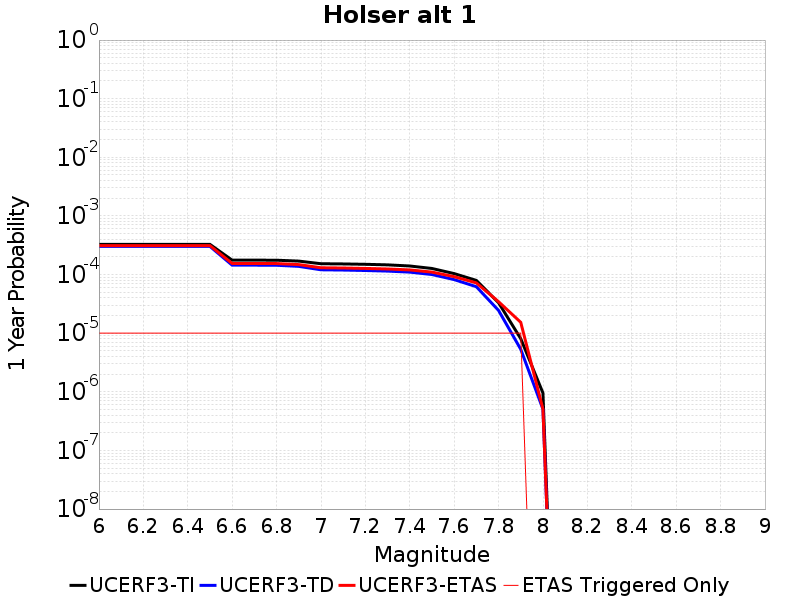 Holser alt 1
1 Year Probability
10^0
10^-1
10^-2
10^-3
10^-4
10^-5
10^-6
10^-7
10^-8
6 6.2 6.4 6.6 6.8 7 7.2 7.4 7.6 7.8 8 8.2 8.4 8.6 8.8 9
Magnitude
UCERF3-TI UCERF3-TD UCERF3-ETAS ETAS Triggered Only